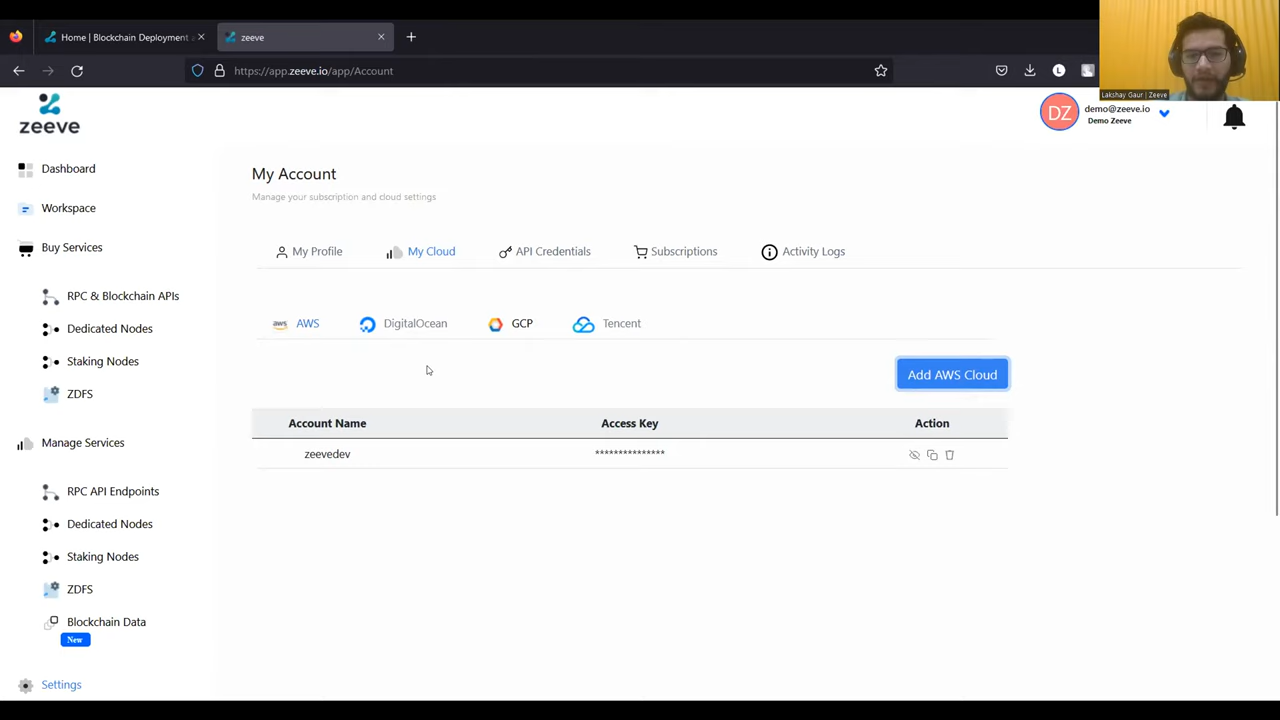 Home | Blockchain Deployment
zeeve
https://app.zeeve.io/app/Account
L
Lakshay Gaur | Zeeve
zeeve
DZ
demo@zeeve.io
Demo Zeeve
Dashboard
Workspace
Buy Services
RPC & Blockchain APIs
Dedicated Nodes
Staking Nodes
ZDFS
Manage Services
RPC API Endpoints
Dedicated Nodes
Staking Nodes
ZDFS
Blockchain Data
New
Settings
My Account
Manage your subscription and cloud settings
My Profile
My Cloud
API Credentials
Subscriptions
Activity Logs
aws AWS
DigitalOcean
GCP
Tencent
Add AWS Cloud
Account Name Access Key Action
zeevedev ***************